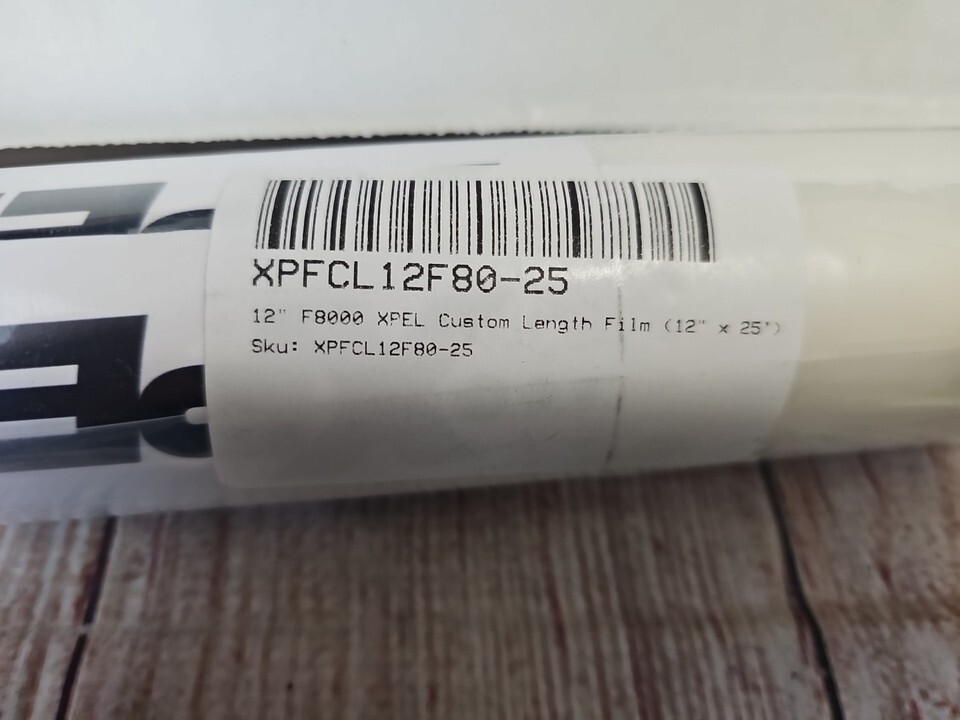 XPFCL12F80-25
12" F8000 XPEL Custom Length Film (12" x 25')
Sku: XPFCL12F80-25